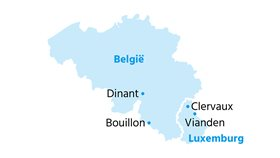 België
Dinant
Clervaux
Bouillon
Vianden
Luxemburg